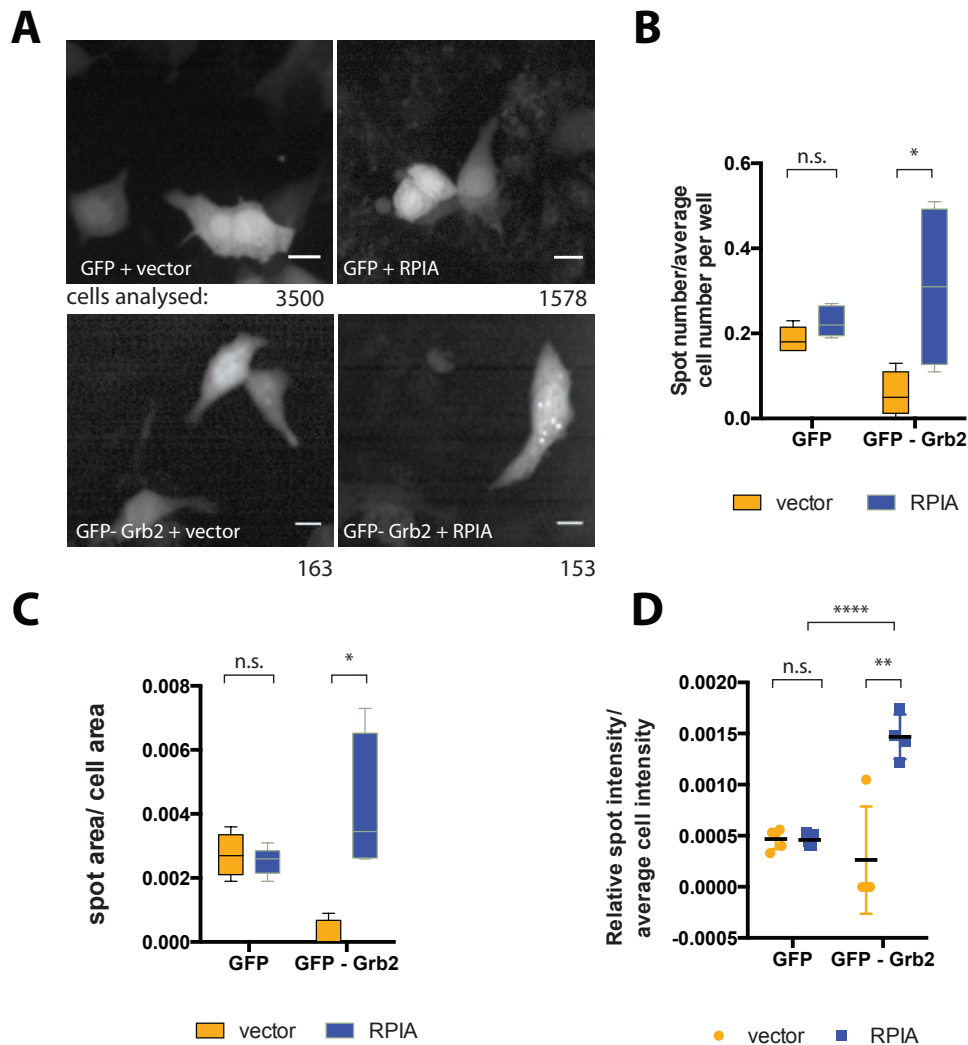 A
GFP + vector
GFP + RPIA
cells analysed:
3500
1578
GFP- Grb2 + vector
GFP- Grb2 + RPIA
163
153
B
Spot number/average
cell number per well
0.6
0.4
0.2
0.0
n.s.
*
GFP
GFP - Grb2
vector
RPIA
C
spot area/ cell area
0.008
0.006
0.004
0.002
0.000
n.s.
*
GFP
GFP - Grb2
vector
RPIA
D
Relative spot intensity/
average cell intensity
0.0020
0.0015
0.0010
0.0005
0.0000
-0.0005
****
n.s.
**
GFP
GFP - Grb2
vector
RPIA